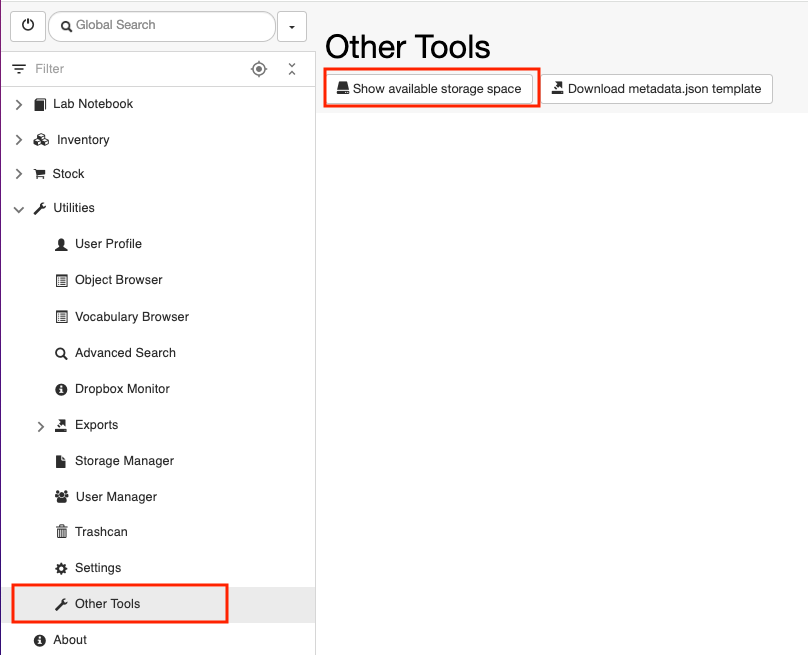 Global Search
Filter
Lab Notebook
Inventory
Stock
Utilities
User Profile
Object Browser
Vocabulary Browser
Advanced Search
Dropbox Monitor
Exports
Storage Manager
User Manager
Trashcan
Settings
Other Tools
About
Other Tools
Show available storage space
Download metadata.json template